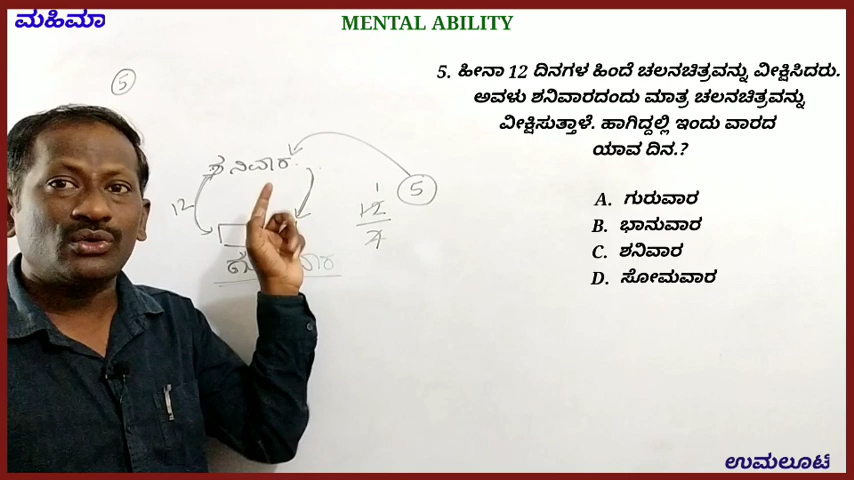 ಮಹಿಮಾ
MENTAL ABILITY
5. ಹೀನಾ 12 ದಿನಗಳ ಹಿಂದೆ ಚಲನಚಿತ್ರವನ್ನು ವೀಕ್ಷಿಸಿದರು.
ಅವಳು ಶನಿವಾರದಂದು ಮಾತ್ರ ಚಲನಚಿತ್ರವನ್ನು
ವೀಕ್ಷಿಸುತ್ತಾಳೆ. ಹಾಗಿದ್ದಲ್ಲಿ ಇಂದು ವಾರದ
ಯಾವ ದಿನ.?
A. ಗುರುವಾರ
B. ಭಾನುವಾರ
C. ಶನಿವಾರ
D. ಸೋಮವಾರ
5
ಶನಿವಾರ
12
1
12
7
5
ಉಮಲೂಟಿ